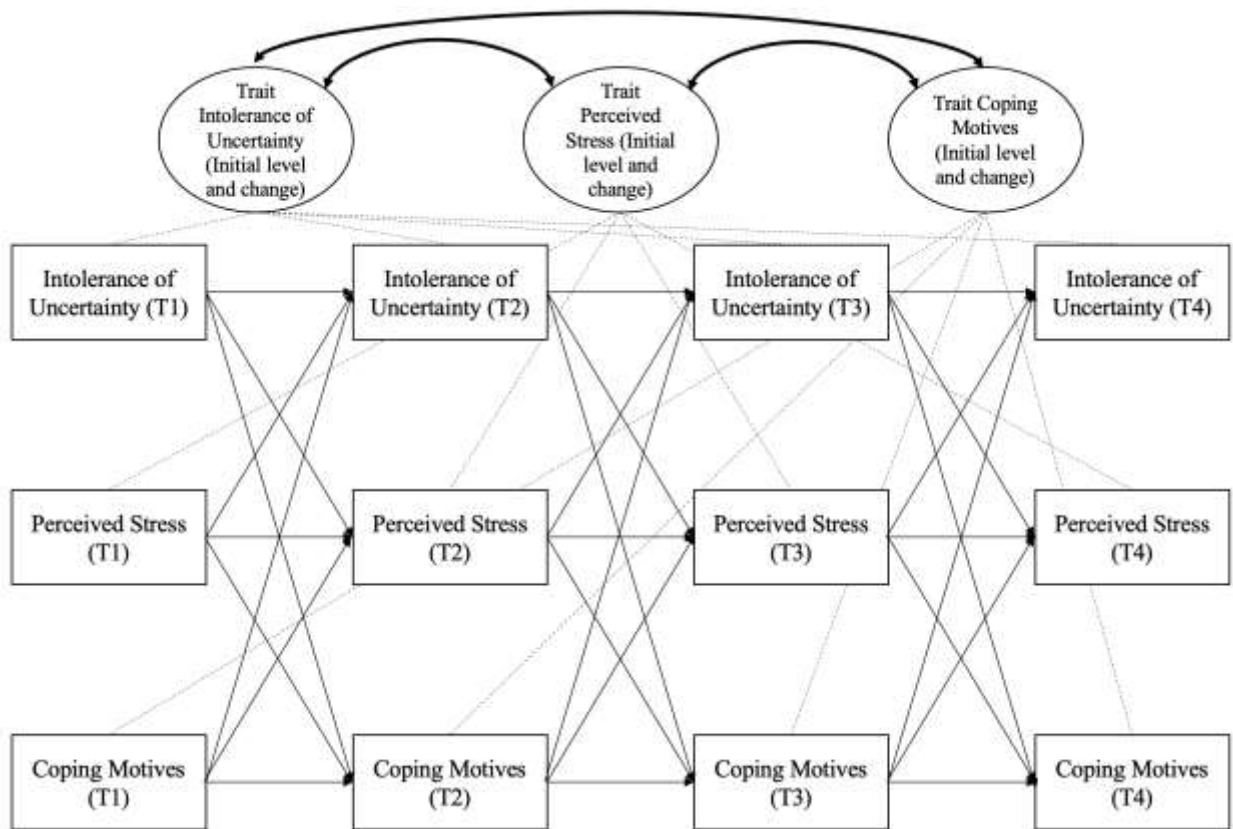 Trait
Intolerance of
Uncertainty
(Initial level
and change)
Trait
Perceived
Stress (Initial
level and
change)
Trait Coping
Motives
(Initial level
and change)
Intolerance of
Uncertainty (T1)
Intolerance of
Uncertainty (T2)
Intolerance of
Uncertainty (T3)
Intolerance of
Uncertainty (T4)
Perceived Stress
(T1)
Perceived Stress
(T2)
Perceived Stress
(T3)
Perceived Stress
(T4)
Coping Motives
(T1)
Coping Motives
(T2)
Coping Motives
(T3)
Coping Motives
(T4)